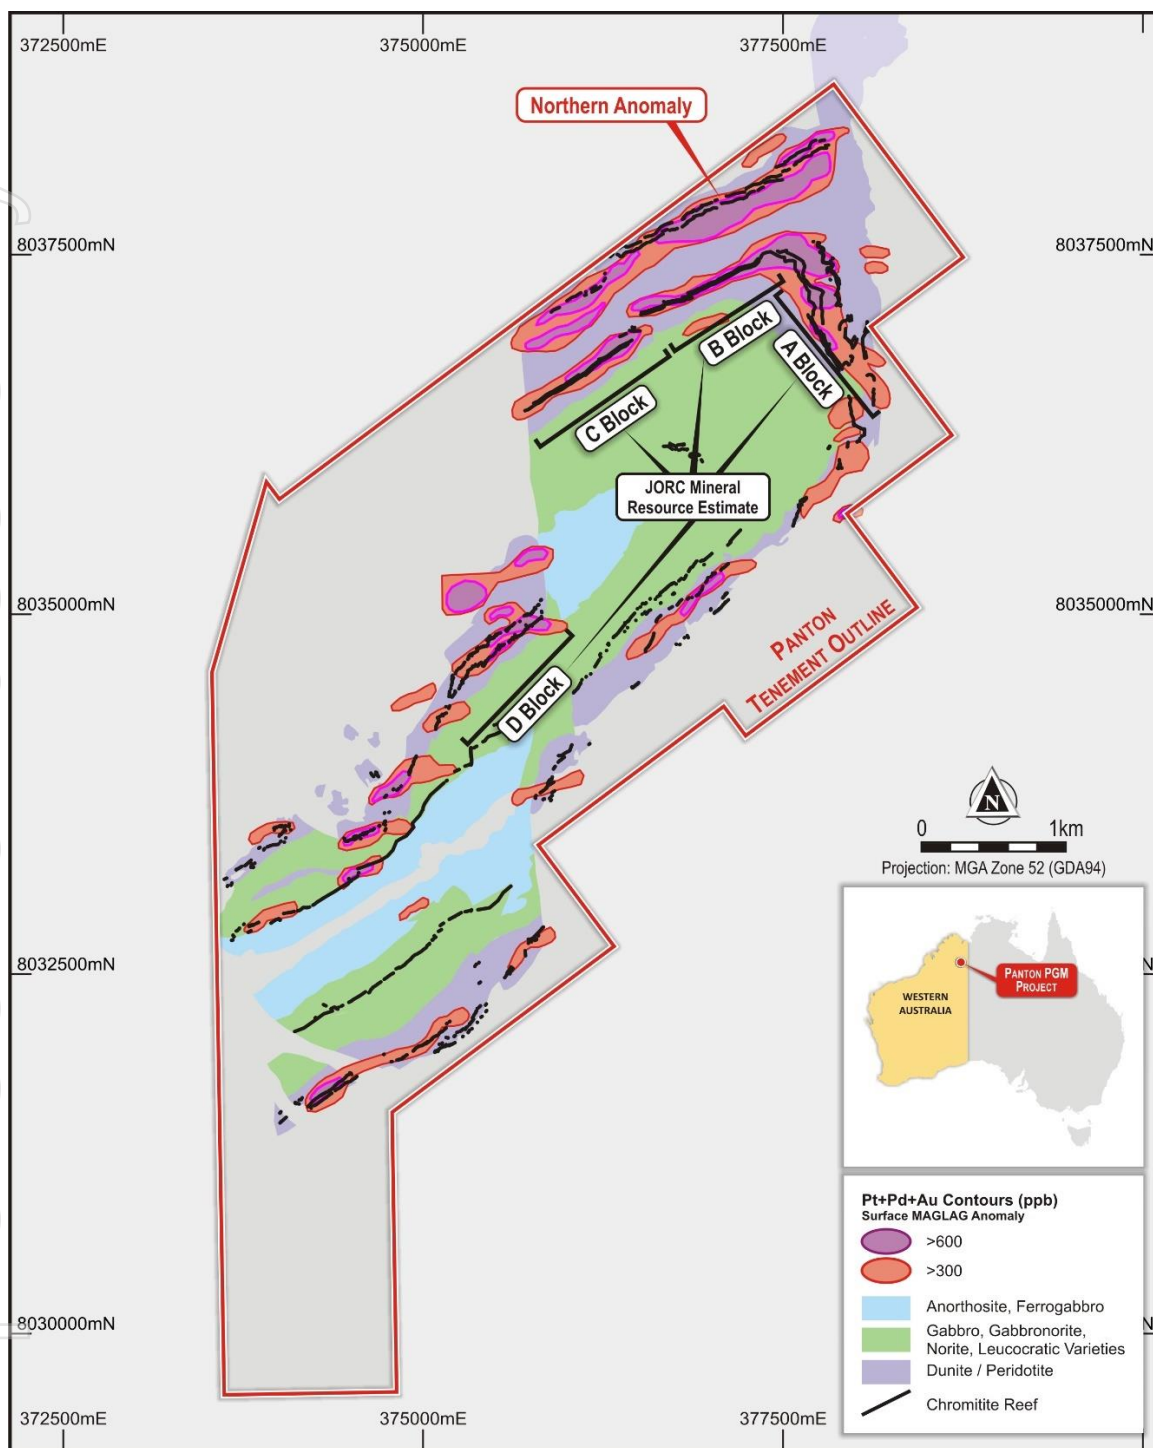 372500mE
375000mE
377500mE
Northern Anomaly
8037500mN
8037500mN
B Block
A Block
C Block
JORC Mineral
Resource Estimate
8035000mN
8035000mN
PANTON
TENEMENT OUTLINE
D Block
N
0
1km
Projection: MGA Zone 52 (GDA94)
8032500mN
N
PANTON PGM
PROJECT
WESTERN
AUSTRALIA
Pt+Pd+Au Contours (ppb)
Surface MAGLAG Anomaly
>600
>300
Anorthosite, Ferrogabbro
8030000mN
N
Gabbro, Gabbronorite,
Norite, Leucocratic Varieties
Dunite / Peridotite
Chromitite Reef
372500mE
375000mE
377500mE